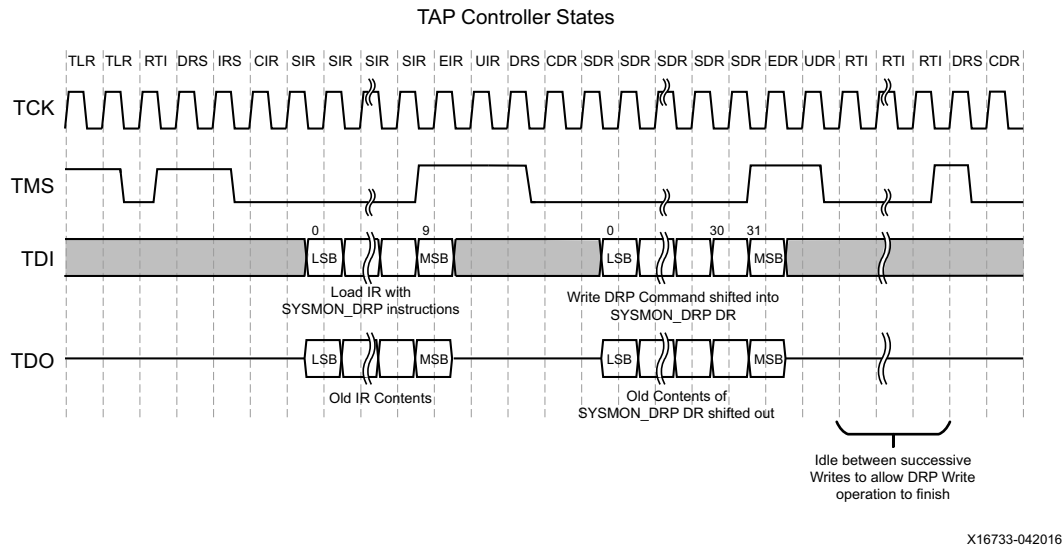 TAP Controller States
TLR TLR RTI DRS IRS CIR SIR SIR SIR SIR EIR UIR DRS CDR SDR SDR SDR SDR SDR EDR UDR RTI RTI RTI DRS CDR
TCK
TMS
0 9 0 30 31
TDI LSB MSB LSB MSB
Load IR with
SYSMON_DRP instructions
Write DRP Command shifted into
SYSMON_DRP DR
TDO LSB MSB LSB MSB
Old IR Contents
Old Contents of
SYSMON_DRP DR shifted out
Idle between successive
Writes to allow DRP Write
operation to finish
X16733-042016